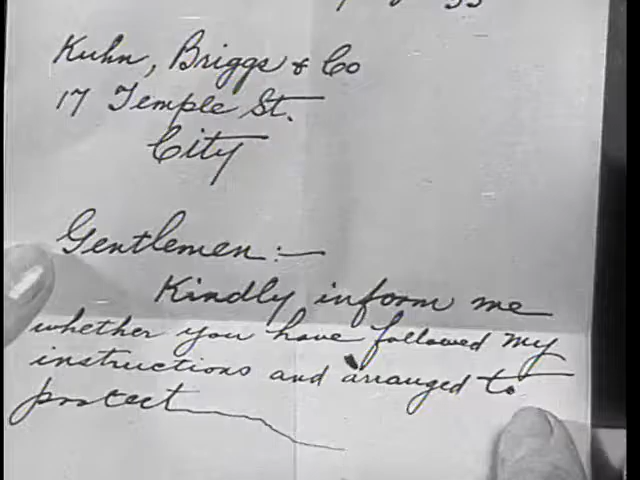 Kuhn, Briggs & Co
17 Temple St.
City
Gentlemen:—
Kindly inform me
whether you have followed my
instructions and arranged to
protect